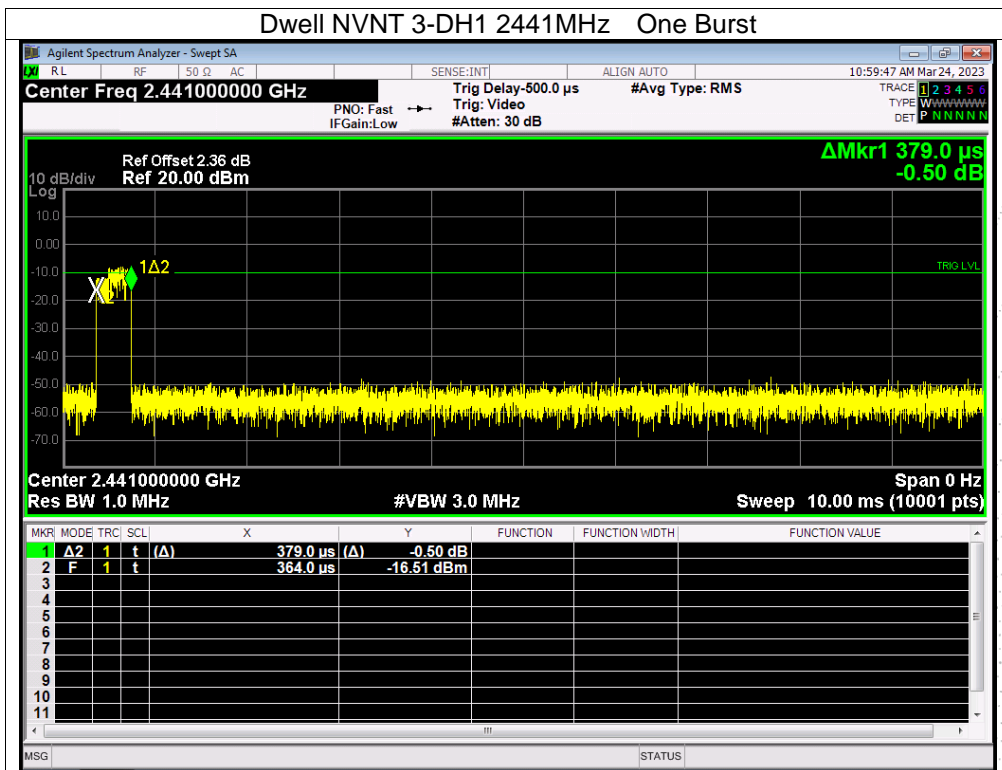 Dwell NVNT 3-DH1 2441MHz One Burst
Agilent Spectrum Analyzer - Swept SA
LXI RL RF 50 Ω AC SENSE:INT ALIGN AUTO 10:59:47 AM Mar 24, 2023
Center Freq 2.441000000 GHz
PNO: Fast
IFGain:Low
Trig Delay-500.0 µs
Trig: Video
#Atten: 30 dB
#Avg Type: RMS
TRACE 1 2 3 4 5 6
TYPE WWWWWW
DET P N N N N N
ΔMkr1 379.0 µs
-0.50 dB
Ref Offset 2.36 dB
10 dB/div Ref 20.00 dBm
Log
10.0
0.00
-10.0
-20.0
-30.0
-40.0
-50.0
-60.0
-70.0
1Δ2
TRIG LVL
Center 2.441000000 GHz Span 0 Hz
Res BW 1.0 MHz #VBW 3.0 MHz Sweep 10.00 ms (10001 pts)
MKR MODE TRC SCL X Y FUNCTION FUNCTION WIDTH FUNCTION VALUE
1 Δ2 1 t (Δ) 379.0 µs (Δ) -0.50 dB
2 F 1 t 364.0 µs -16.51 dBm
3
4
5
6
7
8
9
10
11
MSG STATUS